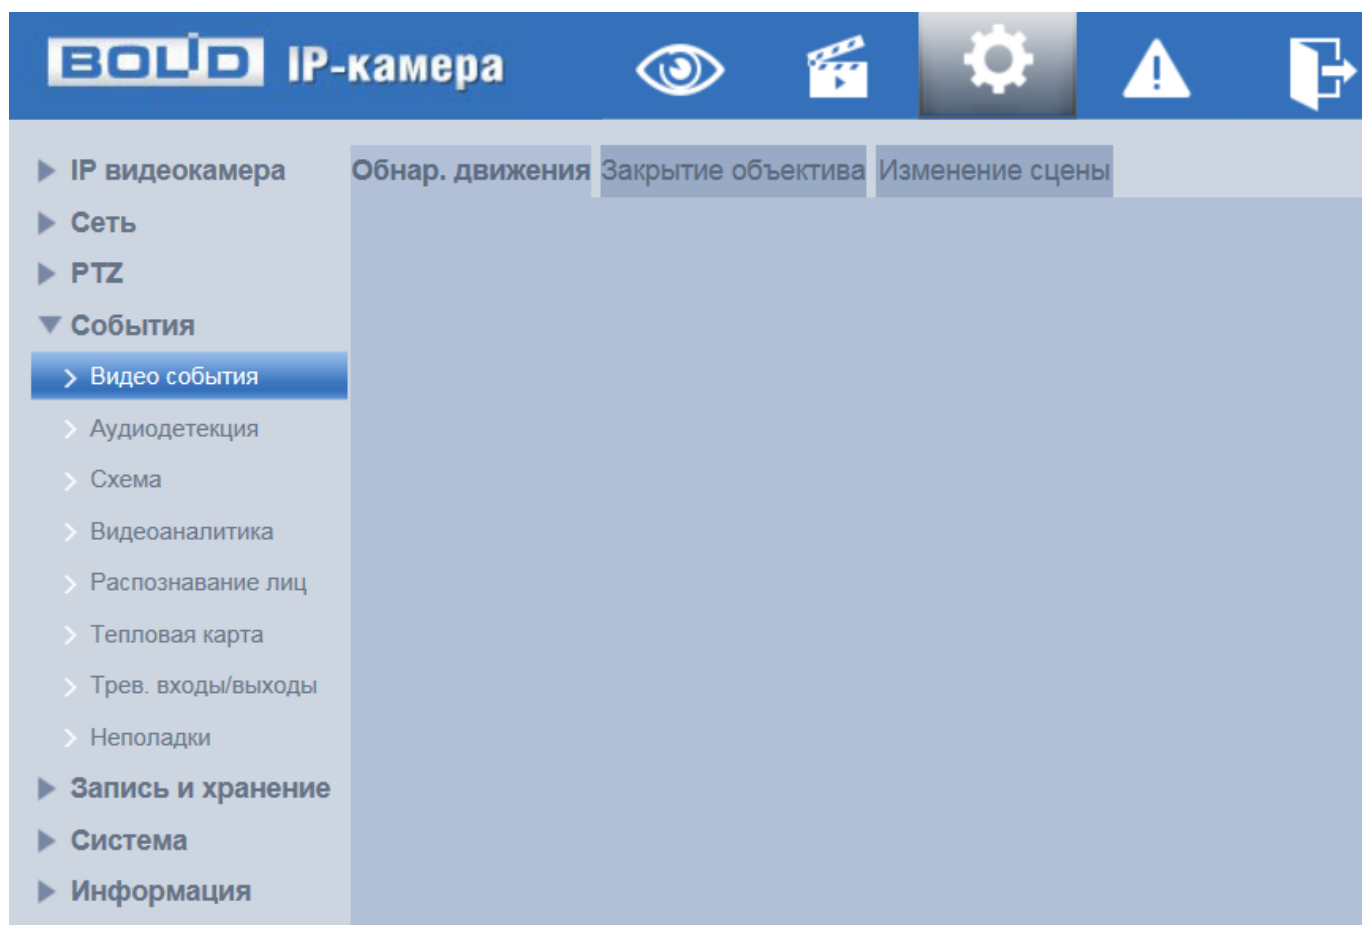 BOLID IP-камера
IP видеокамера
Сеть
PTZ
События
Видео события
Аудиодетекция
Схема
Видеоаналитика
Распознавание лиц
Тепловая карта
Трев. входы/выходы
Неполадки
Запись и хранение
Система
Информация
Обнар. движения Закрытие объектива Изменение сцены